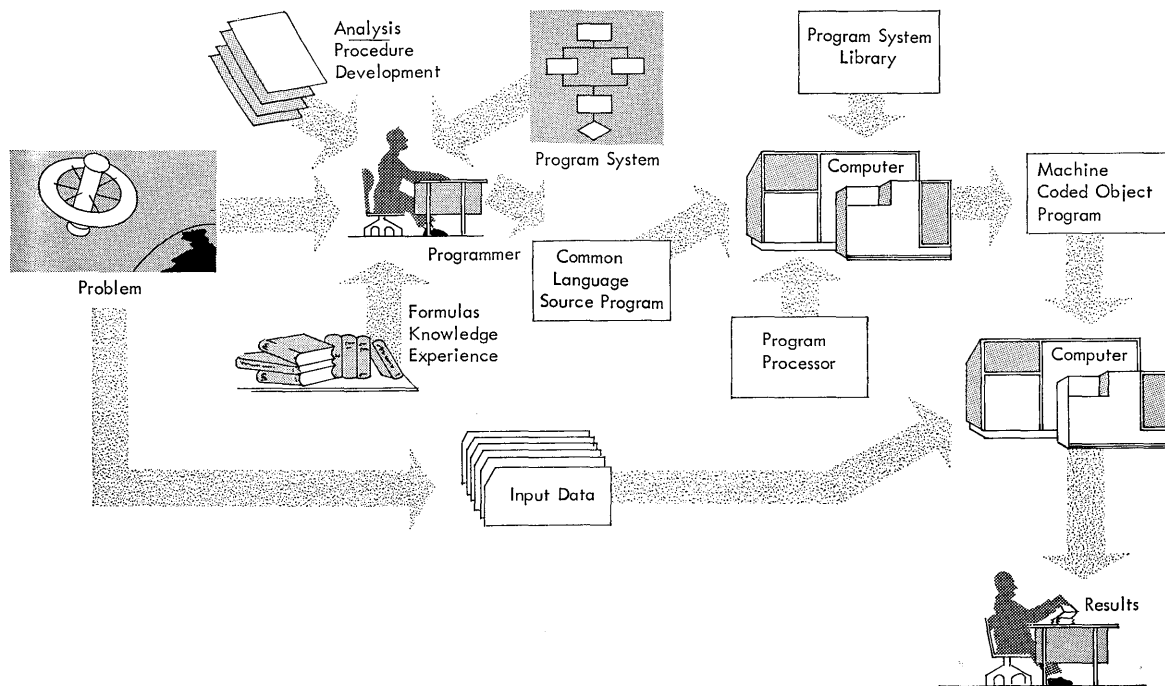 Analysis
Procedure
Development
Program System
Program System
Library
Computer
Machine
Coded Object
Program
Problem
Programmer
Common
Language
Source Program
Formulas
Knowledge
Experience
Program
Processor
Computer
Input Data
Results